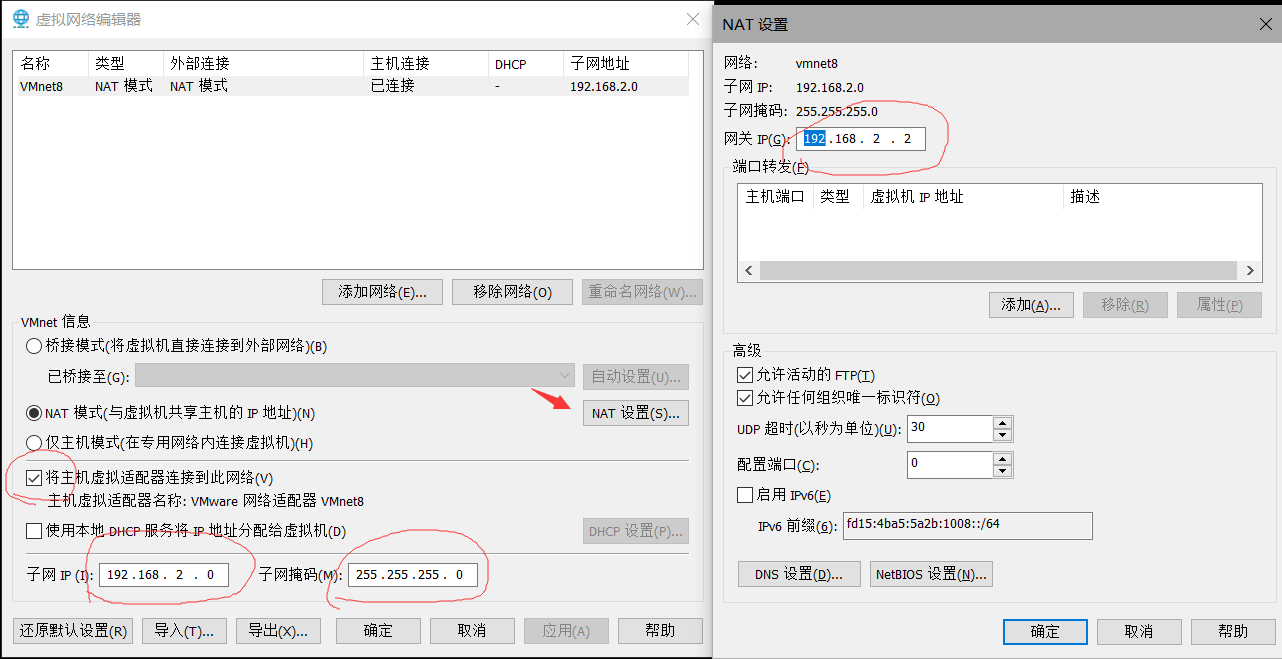 虚拟网络编辑器
名称 类型 外部连接 主机连接 DHCP 子网地址
VMnet8 NAT 模式 NAT 模式 已连接 - 192.168.2.0
添加网络(E)... 移除网络(O) 重命名网络(W)...
VMnet 信息
桥接模式(将虚拟机直接连接到外部网络)(B)
已桥接至(G): 自动设置(U)...
NAT 模式(与虚拟机共享主机的 IP 地址)(N) NAT 设置(S)...
仅主机模式(在专用网络内连接虚拟机)(H)
将主机虚拟适配器连接到此网络(V)
主机虚拟适配器名称: VMware 网络适配器 VMnet8
使用本地 DHCP 服务将 IP 地址分配给虚拟机(D) DHCP 设置(P)...
子网 IP (I): 192.168. 2 . 0 子网掩码(M): 255.255.255. 0
还原默认设置(R) 导入(T)... 导出(X)... 确定 取消 应用(A) 帮助
NAT 设置
网络: vmnet8
子网 IP: 192.168.2.0
子网掩码: 255.255.255.0
网关 IP(G): 192.168. 2 . 2
端口转发(F)
主机端口 类型 虚拟机 IP 地址 描述
添加(A)... 移除(R) 属性(P)
高级
允许活动的 FTP(T)
允许任何组织唯一标识符(O)
UDP 超时(以秒为单位)(U): 30
配置端口(C): 0
启用 IPv6(E)
IPv6 前缀(6): fd15:4ba5:5a2b:1008::/64
DNS 设置(D)... NetBIOS 设置(N)...
确定 取消 帮助